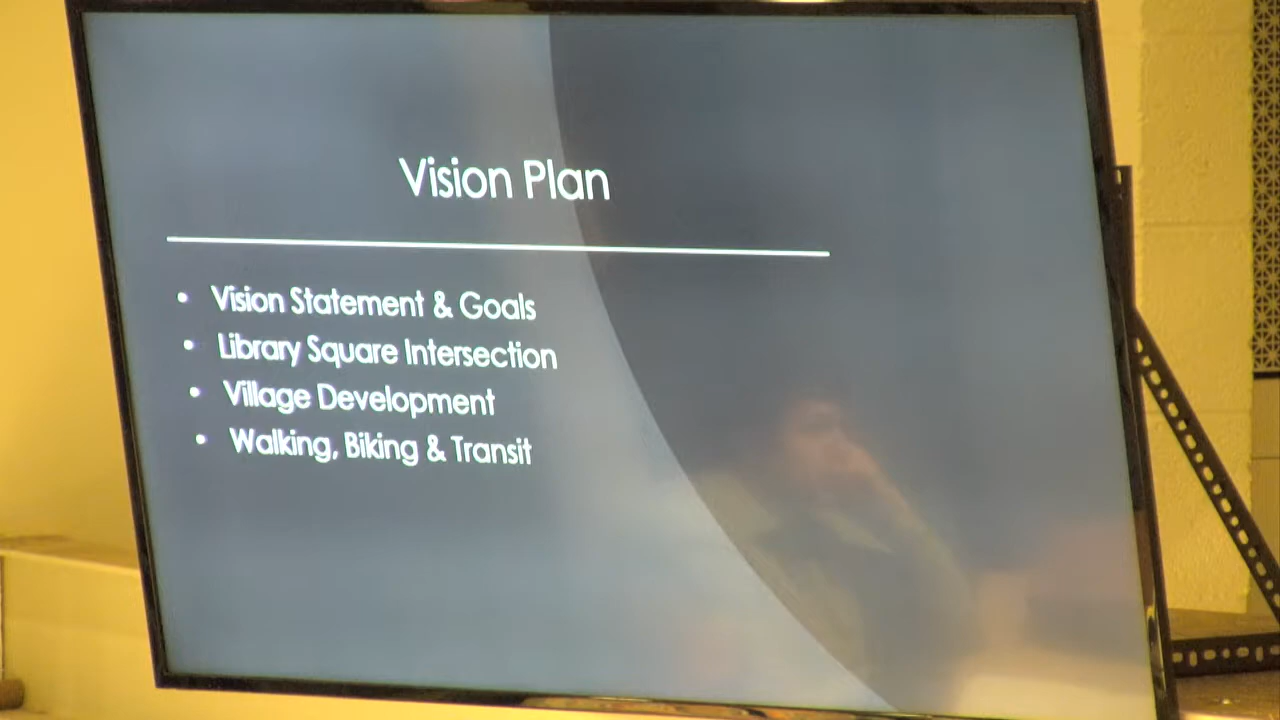 Vision Plan
• Vision Statement & Goals
• Library Square Intersection
• Village Development
• Walking, Biking & Transit